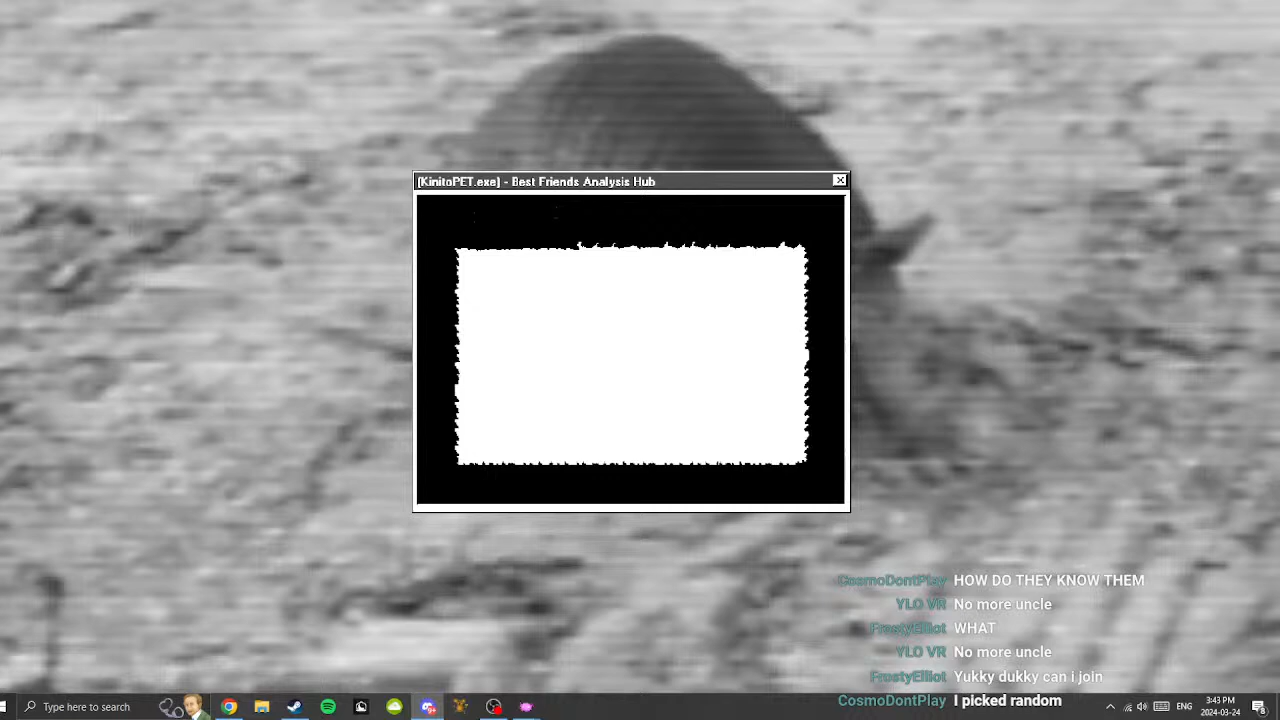 [KinitoPET.exe] - Best Friends Analysis Hub
CosmoDontPlay HOW DO THEY KNOW THEM
YLO VR No more uncle
FrostyElliot WHAT
YLO VR No more uncle
FrostyElliot Yukky dukky can i join
CosmoDontPlay I picked random
Type here to search
ENG
3:43 PM
2024-03-24